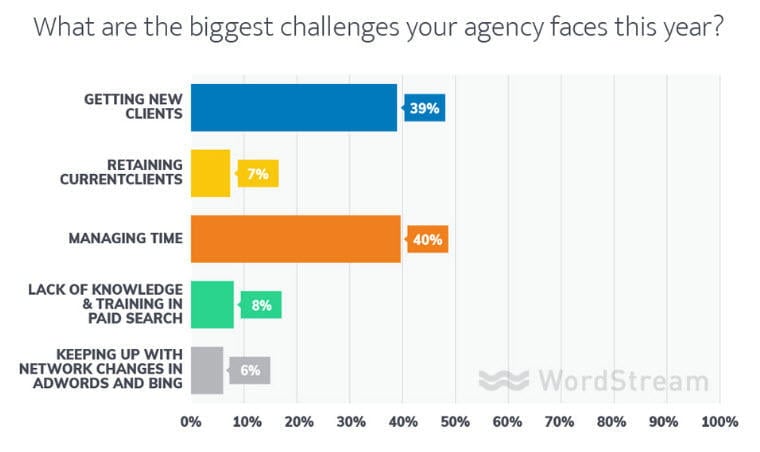 What are the biggest challenges your agency faces this year?
GETTING NEW
CLIENTS
39%
RETAINING
CURRENTCLIENTS
7%
MANAGING TIME
40%
LACK OF KNOWLEDGE
& TRAINING IN
PAID SEARCH
8%
KEEPING UP WITH
NETWORK CHANGES IN
ADWORDS AND BING
6%
WordStream
0% 10% 20% 30% 40% 50% 60% 70% 80% 90% 100%